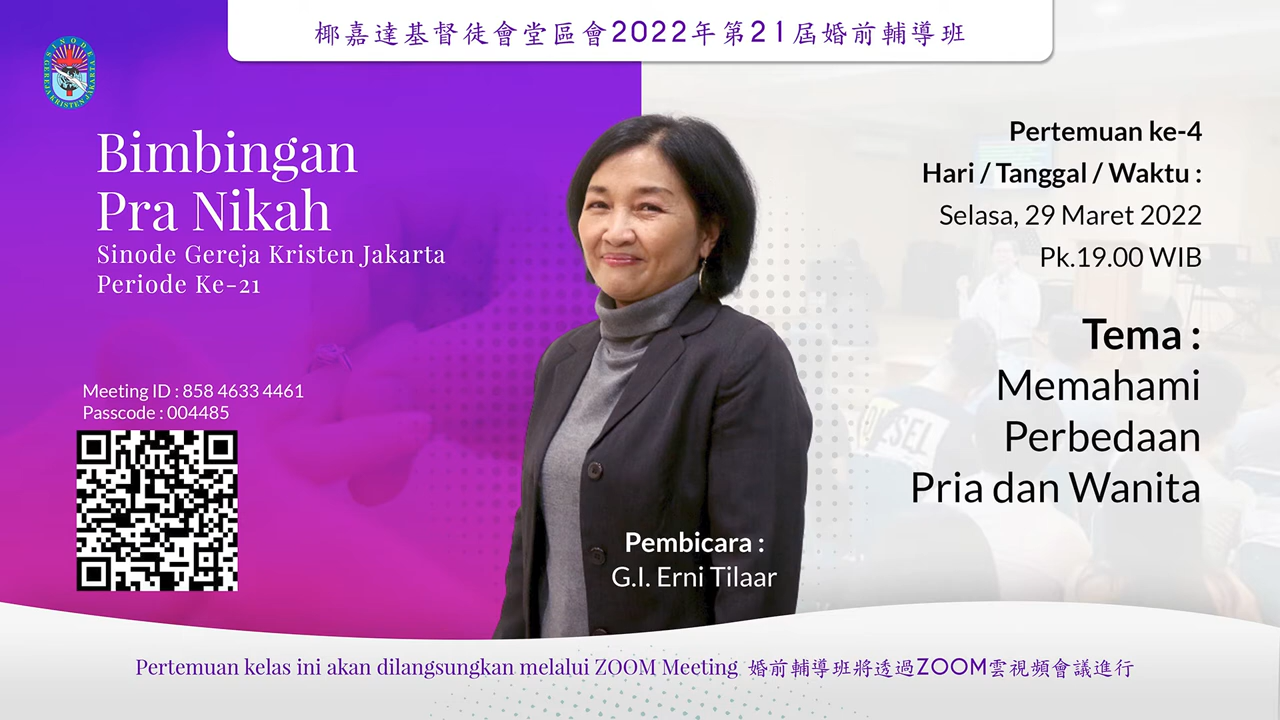 椰嘉達基督徒會堂區會2022年第21屆婚前輔導班
SINODE
GEREJA KRISTEN JAKARTA
Bimbingan
Pra Nikah
Sinode Gereja Kristen Jakarta
Periode Ke-21
Meeting ID : 858 4633 4461
Passcode : 004485
Pertemuan ke-4
Hari / Tanggal / Waktu :
Selasa, 29 Maret 2022
Pk.19.00 WIB
Tema :
Memahami
Perbedaan
Pria dan Wanita
Pembicara :
G.I. Erni Tilaar
Pertemuan kelas ini akan dilangsungkan melalui ZOOM Meeting 婚前輔導班將透過ZOOM雲視頻會議進行